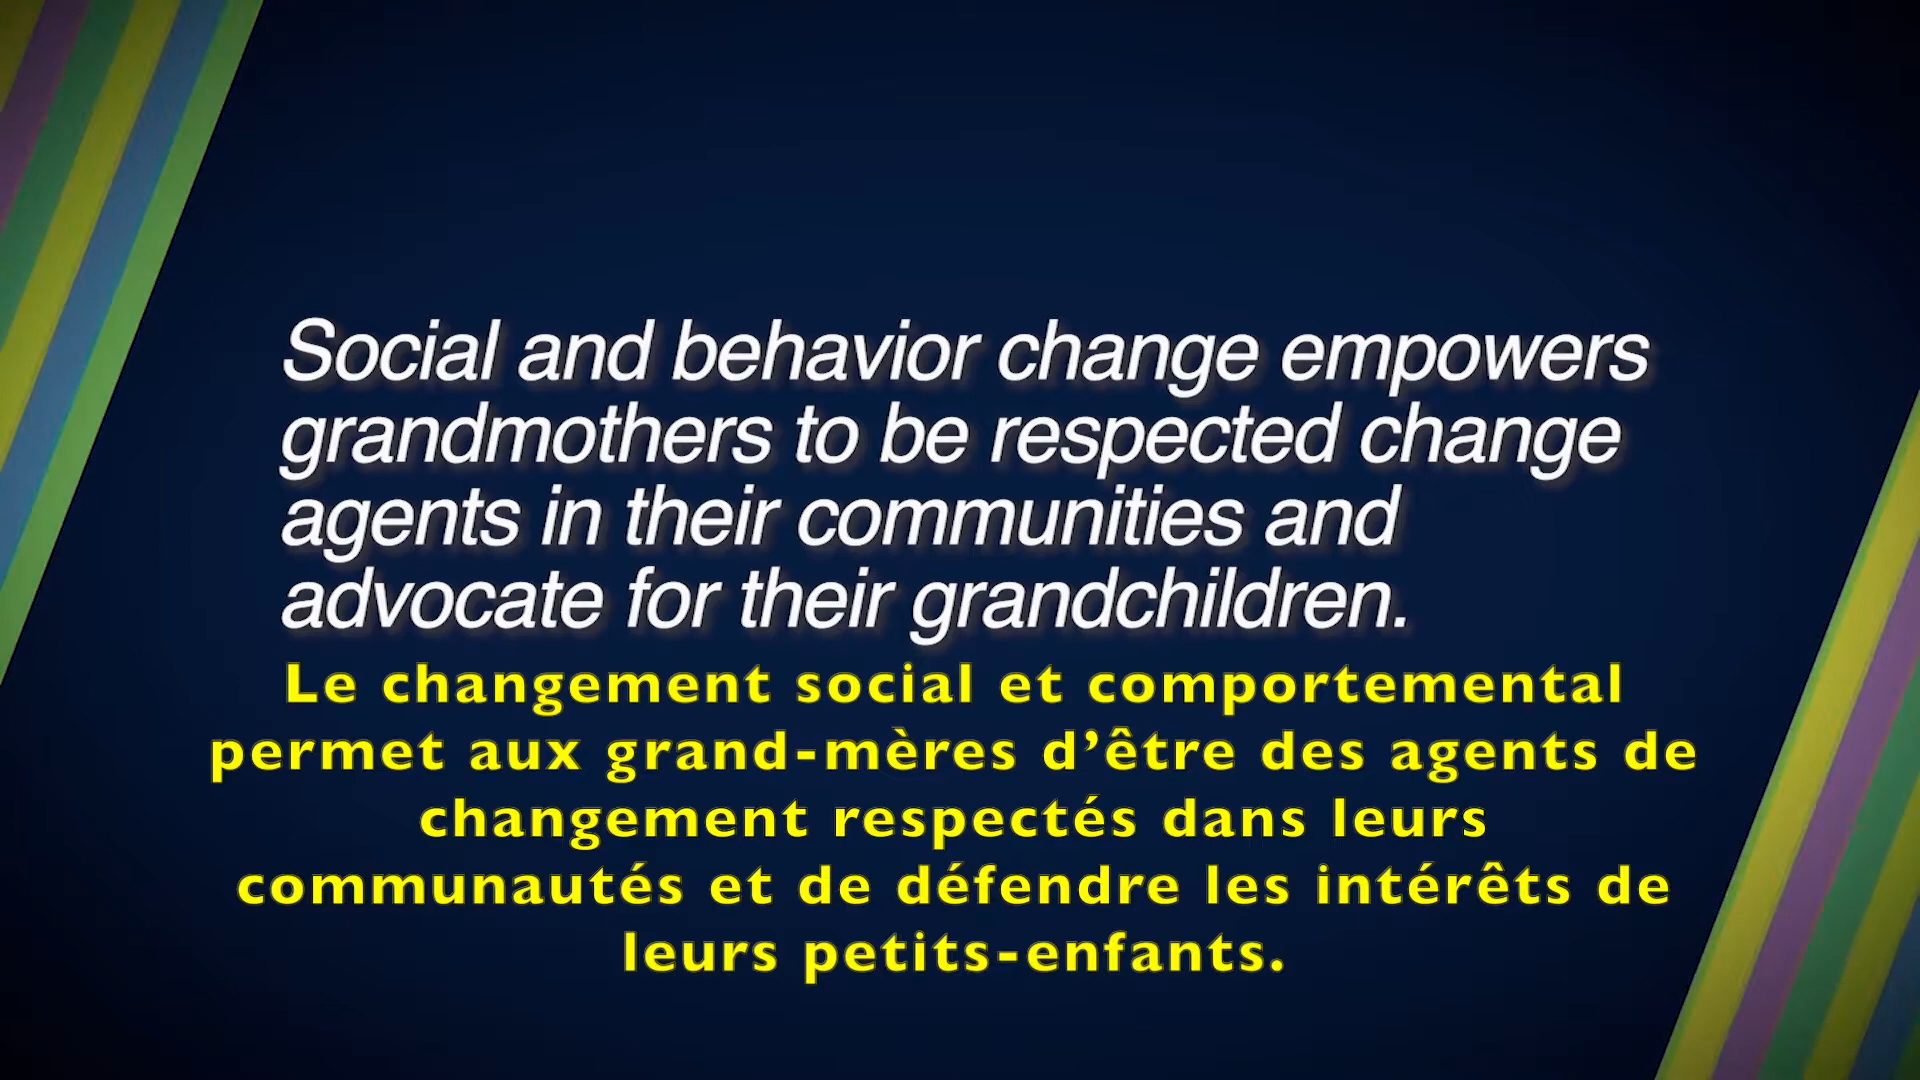 Social and behavior change empowers
grandmothers to be respected change
agents in their communities and
advocate for their grandchildren.
Le changement social et comportemental
permet aux grand-mères d’être des agents de
changement respectés dans leurs
communautés et de défendre les intérêts de
leurs petits-enfants.